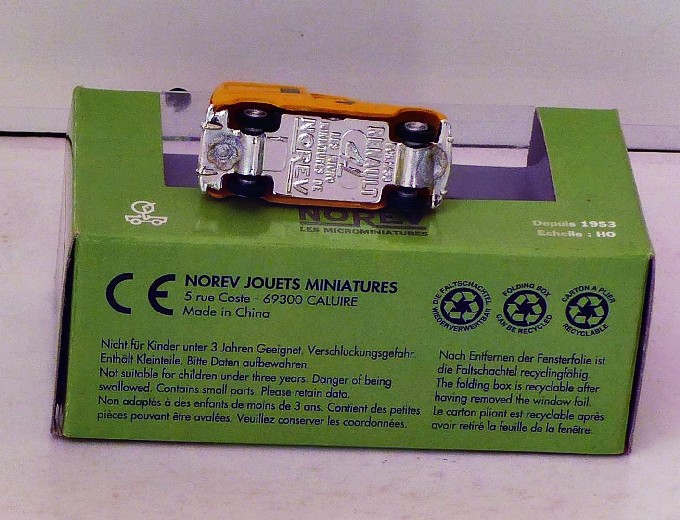 RENAULT
NOREV
NOREV
LES MICROMINIATURES
Depuis 1953
Echelle : HO
CE
NOREV JOUETS MINIATURES
5 rue Coste - 69300 CALUIRE
Made in China
DIE FALTSCHACHTEL
WIEDERVERWERTBAR
FOLDING BOX
CAN BE RECYCLED
CARTON A PLIER
RECYCLABLE
Nicht für Kinder unter 3 Jahren Geeignet, Verschluckungsgefahr.
Enthält Kleinteile. Bitte Daten aufbewahren.
Not suitable for children under three years. Danger of being
swallowed. Contains small parts. Please retain data.
Non adaptés à des enfants de moins de 3 ans. Contient des petites
pièces pouvant être avalées. Veuillez conserver les coordonnées.
Nach Entfernen der Fensterfolie ist
die Faltschachtel recyclingfähig.
The folding box is recyclable after
having removed the window foil.
Le carton pliant est recyclable après
avoir retiré la feuille de la fenêtre.